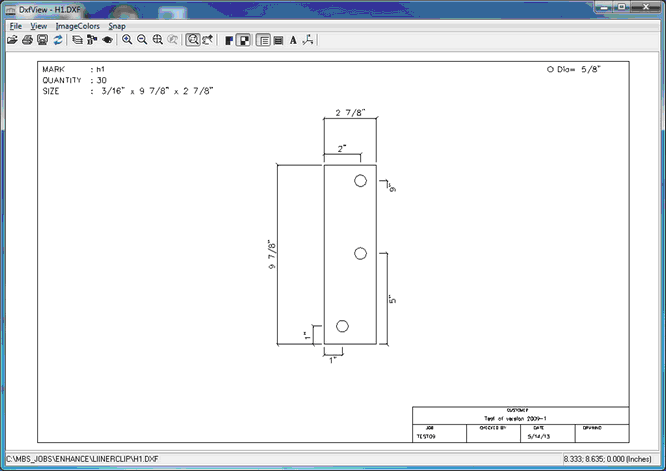 DxfView - H1.DXF
File View ImageColors Snap
A
MARK : h1
QUANTITY : 30
SIZE : 3/16" x 9 7/8" x 2 7/8"
O Dia= 5/8"
2 7/8"
2"
9 7/8"
5"
1"
1"
CUSTOMER
Test of version 2009-1
JOB CHECKED BY DATE DRAWING
TEST09 5/14/13
C:\MBS_JOBS\ENHANCE\LIINERCLIP\H1.DXF
8.333; 8.635; 0.000 (Inches)